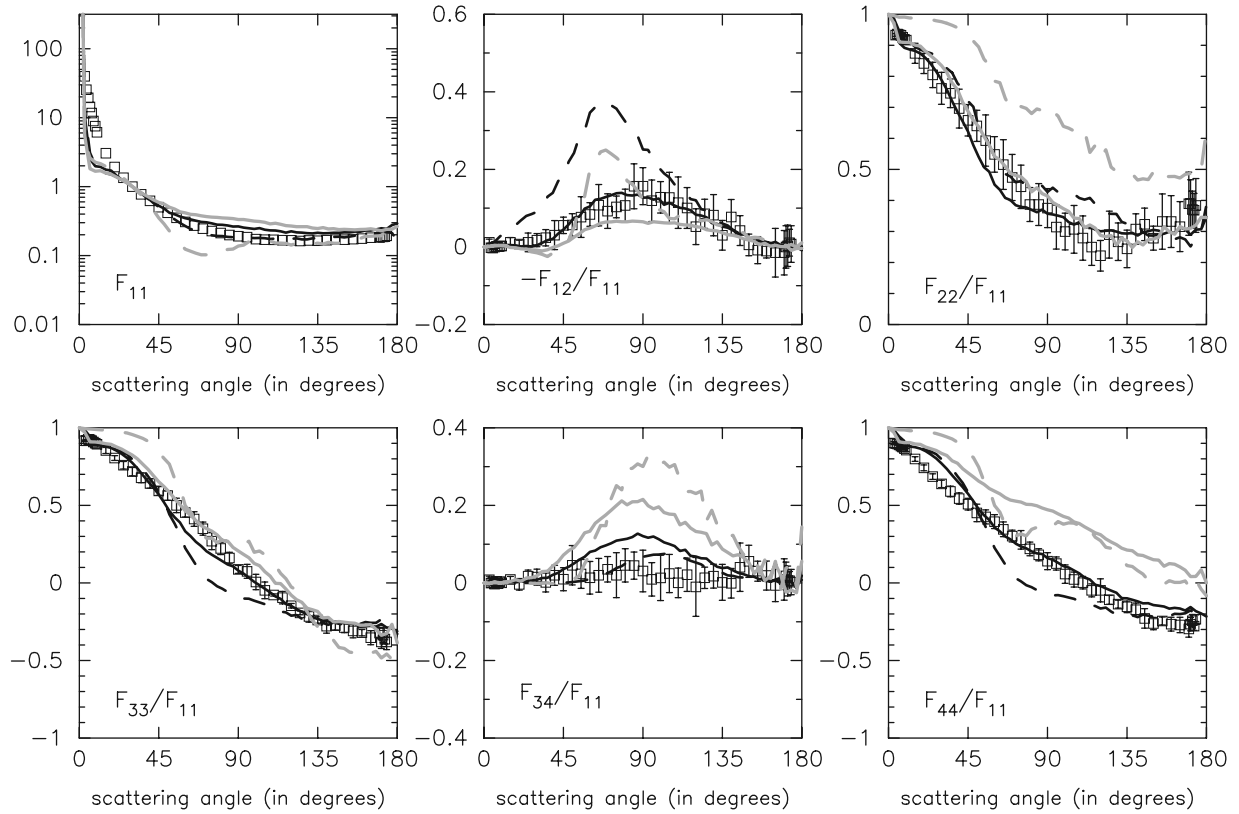 100
10
1
0.1
0.01
F11
0 45 90 135 180
scattering angle (in degrees)
0.6
0.4
0.2
0
−0.2
−F12/F11
0 45 90 135 180
scattering angle (in degrees)
1
0.5
0
F22/F11
0 45 90 135 180
scattering angle (in degrees)
1
0.5
0
−0.5
−1
F33/F11
0 45 90 135 180
scattering angle (in degrees)
0.4
0.2
0
−0.2
−0.4
F34/F11
0 45 90 135 180
scattering angle (in degrees)
1
0.5
0
−0.5
−1
F44/F11
0 45 90 135 180
scattering angle (in degrees)